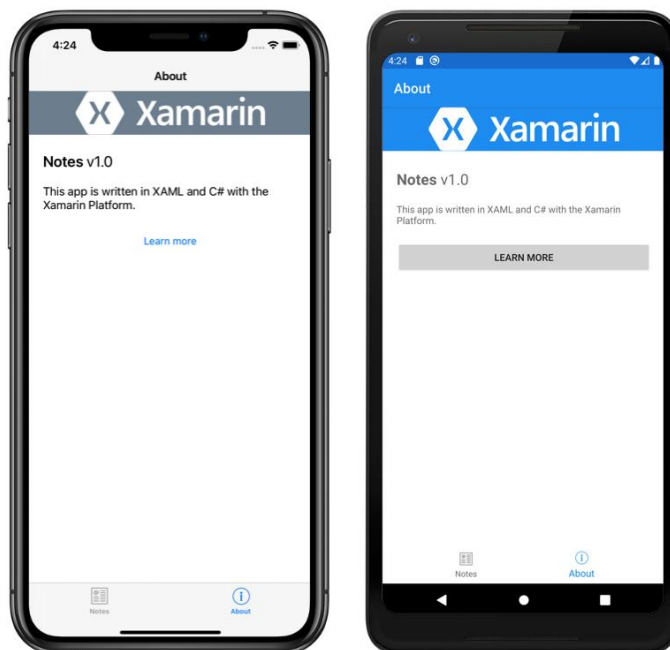 4:24
About
Xamarin
Notes v1.0
This app is written in XAML and C# with the
Xamarin Platform.
Learn more
Notes
About
4:24
About
Xamarin
Notes v1.0
This app is written in XAML and C# with the Xamarin
Platform.
LEARN MORE
Notes
About